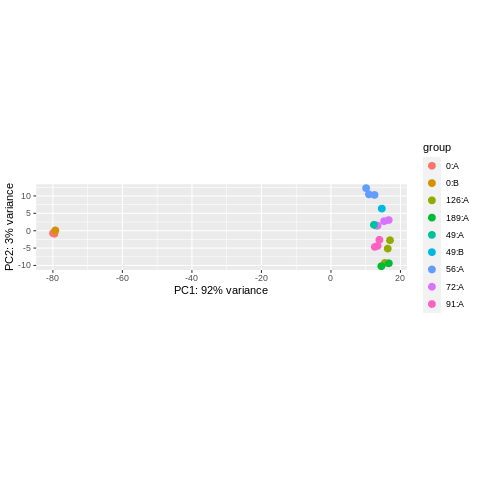 group
0:A
0:B
126:A
189:A
49:A
49:B
56:A
72:A
91:A
PC2: 3% variance
10
5
0
-5
-10
-80
-60
-40
-20
0
20
PC1: 92% variance